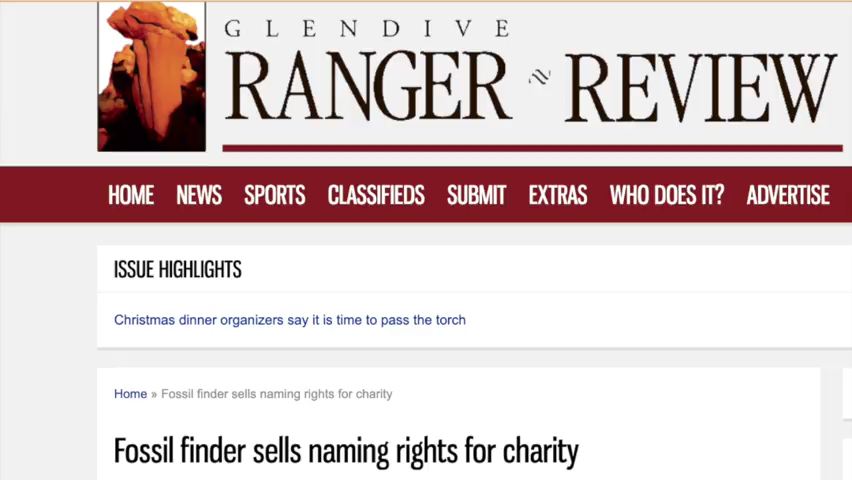 GLENDIVE
RANGER REVIEW
HOME NEWS SPORTS CLASSIFIEDS SUBMIT EXTRAS WHO DOES IT? ADVERTISE
ISSUE HIGHLIGHTS
Christmas dinner organizers say it is time to pass the torch
Home » Fossil finder sells naming rights for charity
Fossil finder sells naming rights for charity